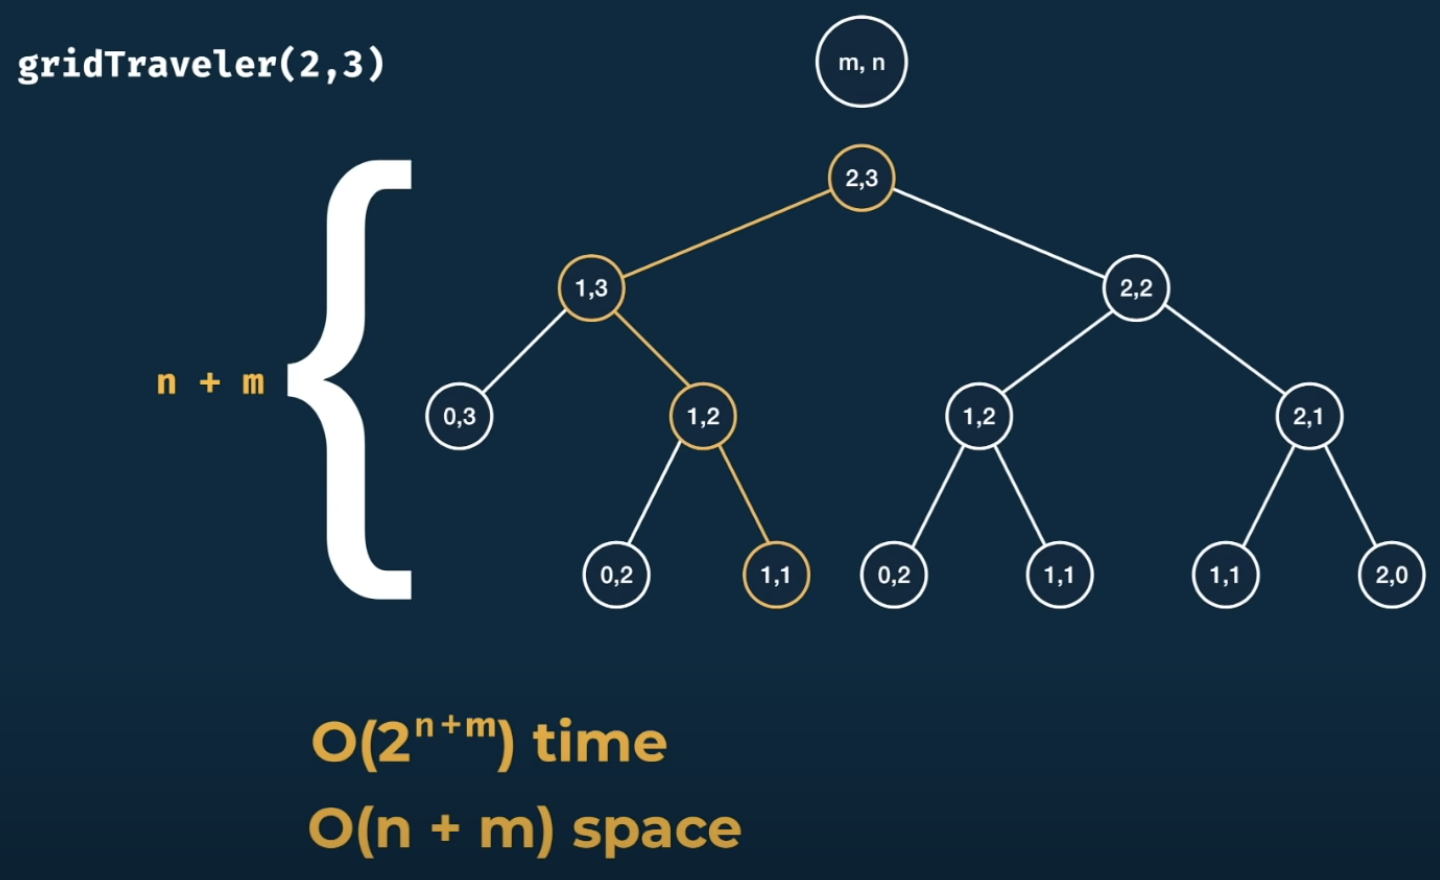 gridTraveler(2,3)
m, n
2,3
1,3
2,2
n + m
0,3
1,2
1,2
2,1
0,2
1,1
0,2
1,1
1,1
2,0
O(2ⁿ⁺ᵐ) time
O(n + m) space